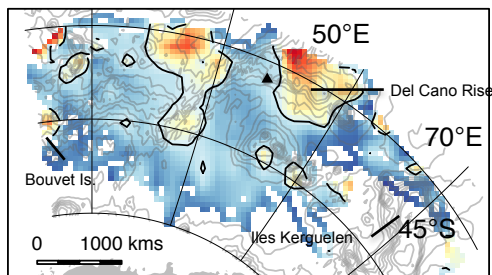 50°E
Del Cano Rise
70°E
Bouvet Is.
45°S
Iles Kerguelen
0 1000 kms